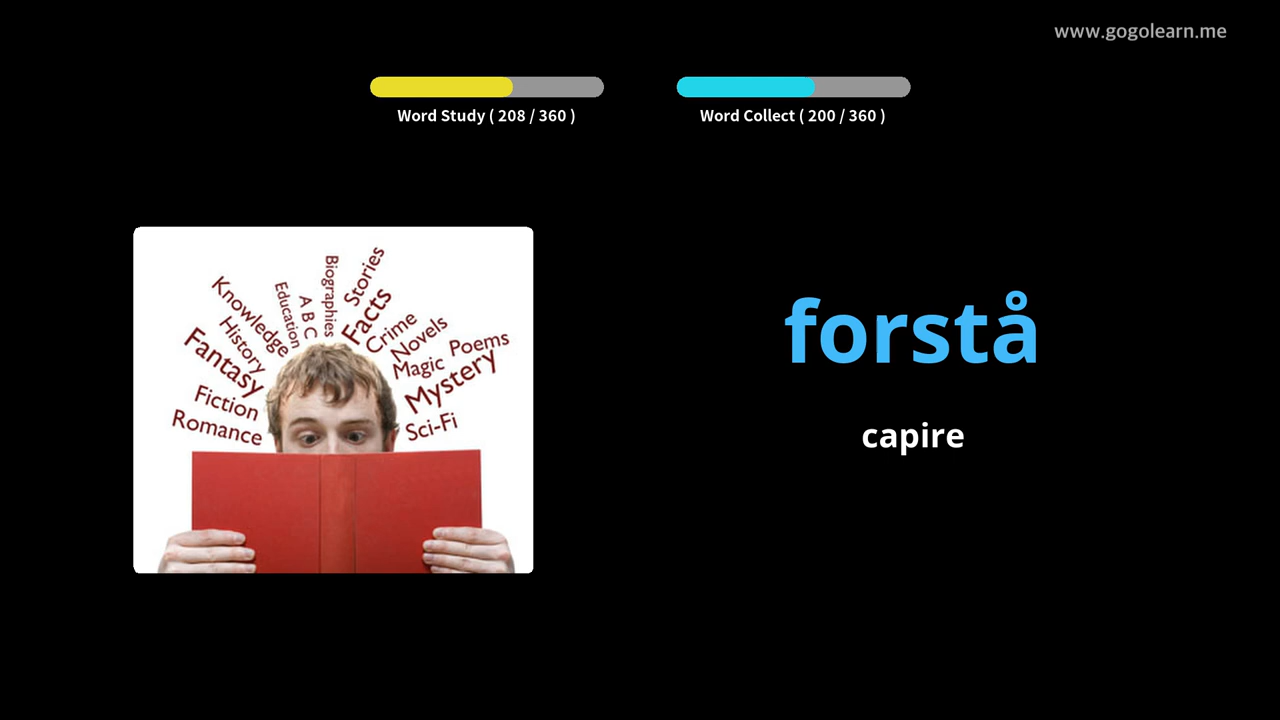 www.gogolearn.me
Word Study ( 208 / 360 )
Word Collect ( 200 / 360 )
Knowledge
History
Fantasy
Fiction
Romance
Education
A B C
Biographies
Stories
Facts
Crime
Novels
Magic
Poems
Mystery
Sci-Fi
forstå
capire